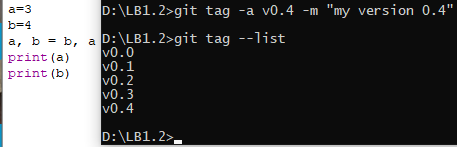 a=3
b=4
a, b = b, a
print(a)
print(b)
D:\LB1.2>git tag -a v0.4 -m "my version 0.4"
D:\LB1.2>git tag --list
v0.0
v0.1
v0.2
v0.3
v0.4
D:\LB1.2>